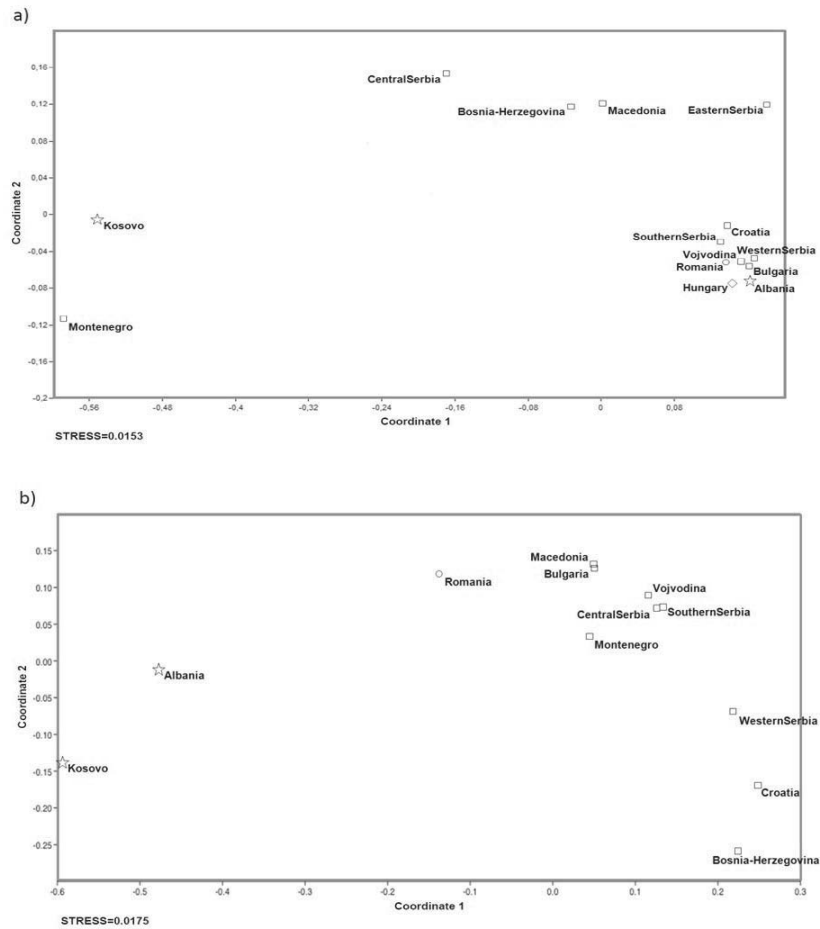 a)
0,16
CentralSerbia
0,12
Bosnia-Herzegovina
Macedonia
EasternSerbia
0,08
0,04
Coordinate 2
0
Kosovo
Croatia
SouthernSerbia
-0,04
Vojvodina
WesternSerbia
Romania
Bulgaria
-0,08
Hungary
Albania
-0,12
Montenegro
-0,16
-0,2
-0,56 -0,48 -0,4 -0,32 -0,24 -0,16 -0,08 0 0,08
Coordinate 1
STRESS=0.0153
b)
0.15
Macedonia
Bulgaria
Romania
0.10
Vojvodina
CentralSerbia
SouthernSerbia
0.05
Montenegro
Coordinate 2
0.00
Albania
-0.05
WesternSerbia
-0.10
-0.15
Kosovo
Croatia
-0.20
-0.25
Bosnia-Herzegovina
-0.6 -0.5 -0.4 -0.3 -0.2 -0.1 0.0 0.1 0.2 0.3
Coordinate 1
STRESS=0.0175